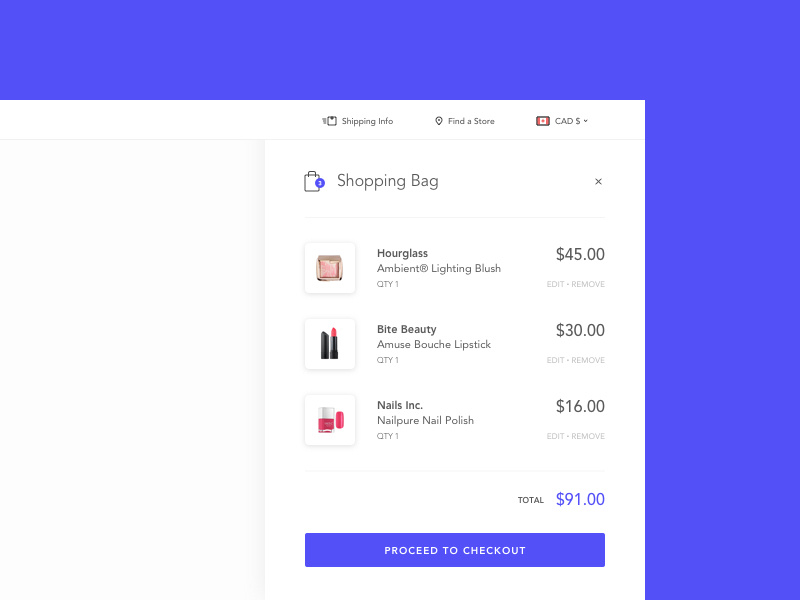 Shipping Info
Find a Store
CAD $
3
Shopping Bag
Hourglass
$45.00
Ambient® Lighting Blush
QTY 1
EDIT • REMOVE
Bite Beauty
$30.00
Amuse Bouche Lipstick
QTY 1
EDIT • REMOVE
Nails Inc.
$16.00
Nailpure Nail Polish
QTY 1
EDIT • REMOVE
TOTAL $91.00
PROCEED TO CHECKOUT